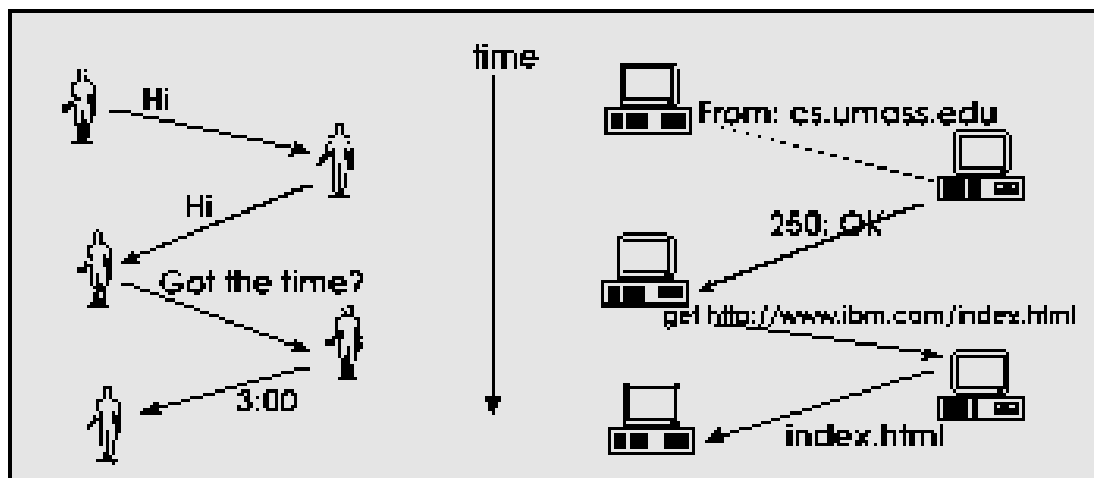 Hi
Hi
Got the time?
3:00
time
From: cs.umass.edu
250: Ok
get http://www.ibm.com/index.html
index.html